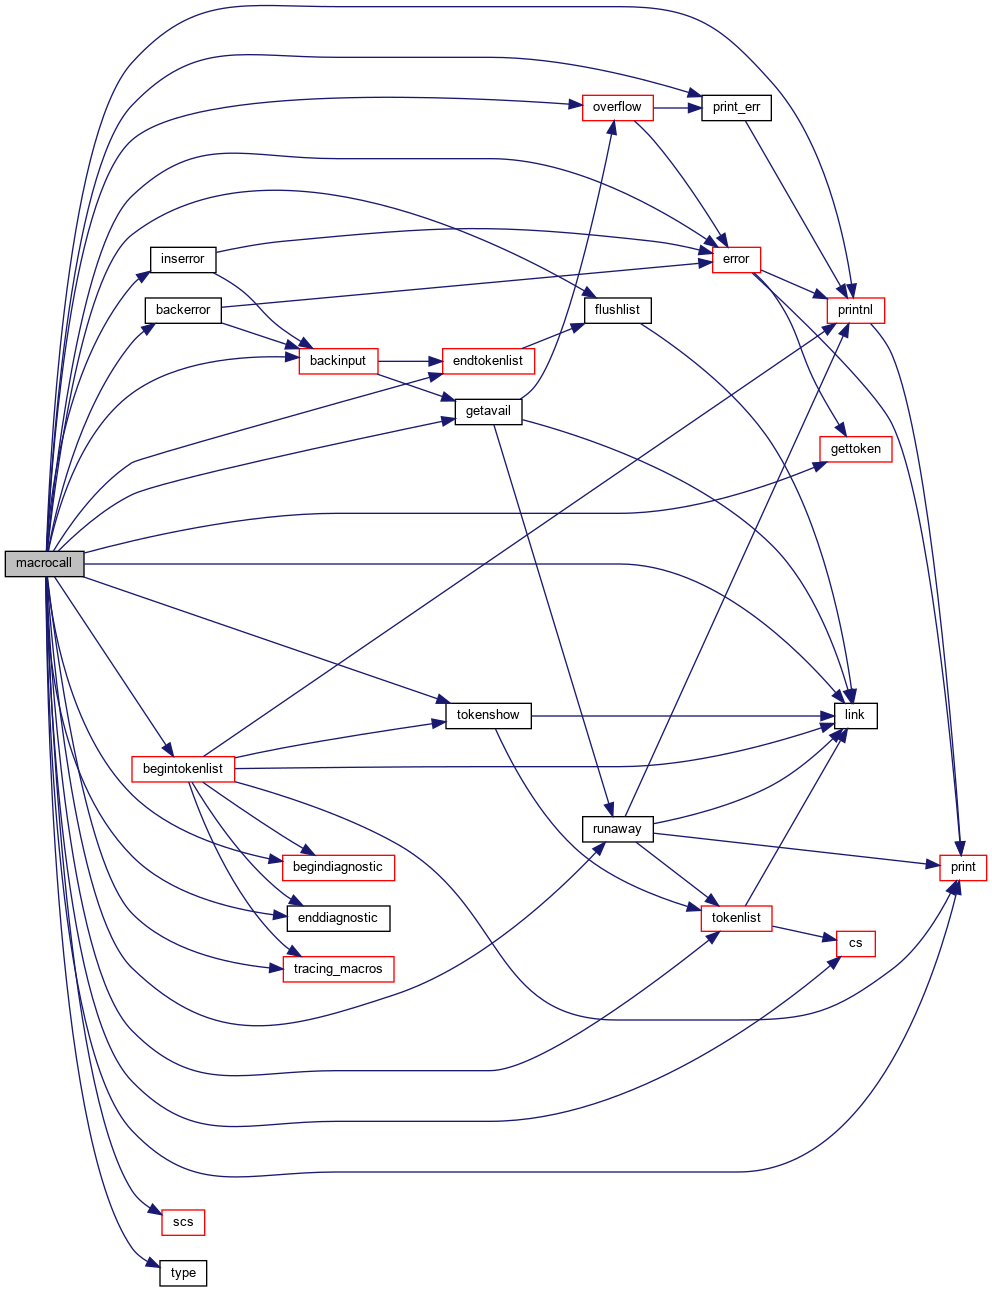 overflow
print_err
inserror
error
backerror
flushlist
printnl
backinput
endtokenlist
getavail
gettoken
macrocall
tokenshow
link
begintokenlist
runaway
begindiagnostic
print
enddiagnostic
tokenlist
cs
tracing_macros
scs
type